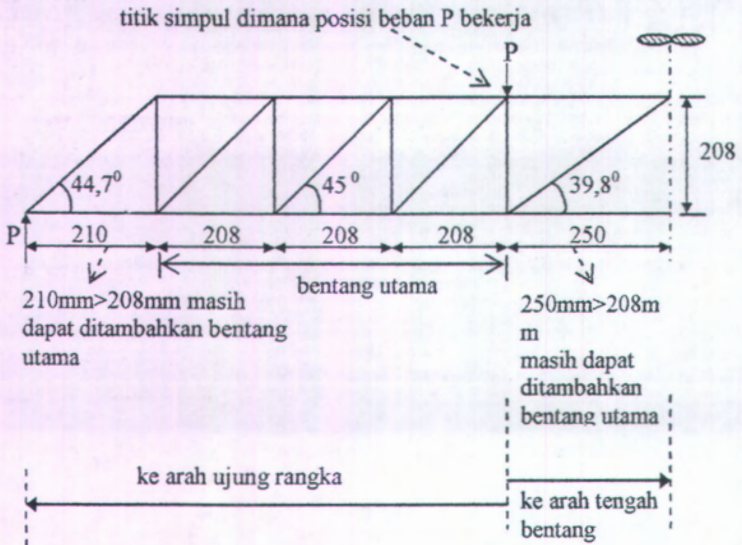 titik simpul dimana posisi beban P bekerja
P
208
44,7⁰
45⁰
39,8⁰
P
210
208
208
208
250
bentang utama
210mm>208mm masih
dapat ditambahkan bentang
utama
250mm>208m
m
masih dapat
ditambahkan
bentang utama
ke arah ujung rangka
ke arah tengah
bentang